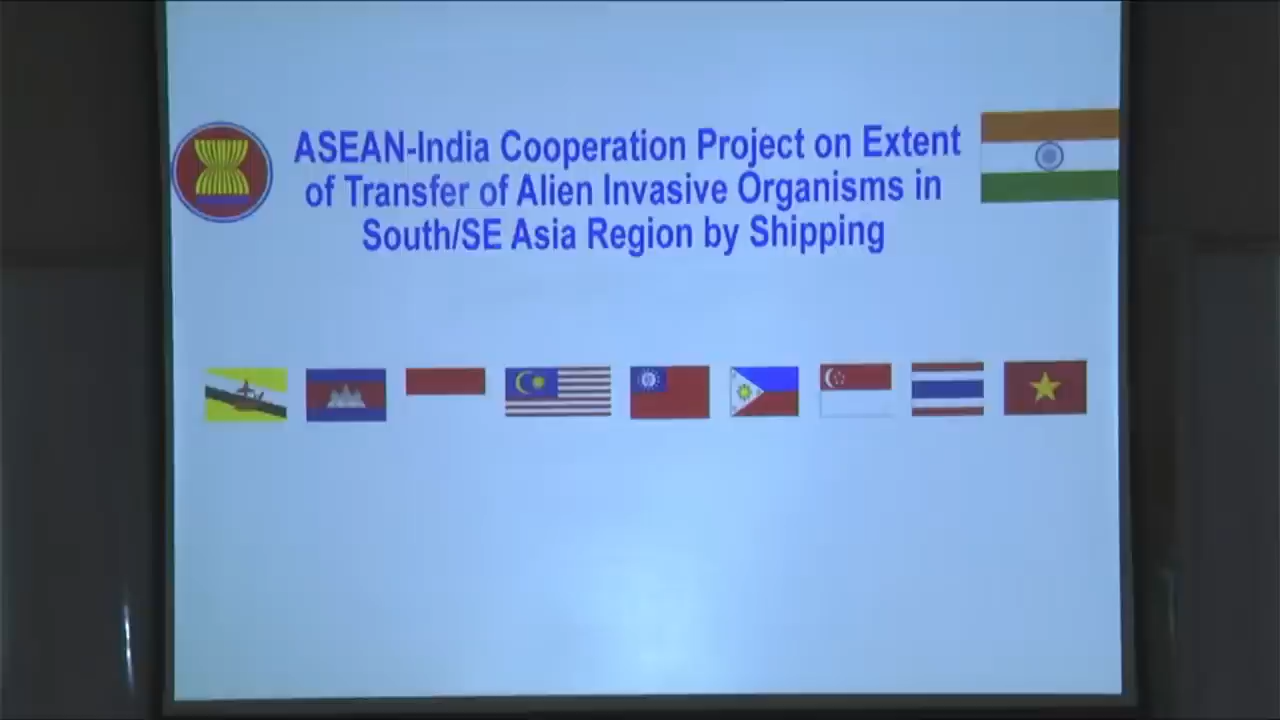 ASEAN-India Cooperation Project on Extent
of Transfer of Alien Invasive Organisms in
South/SE Asia Region by Shipping